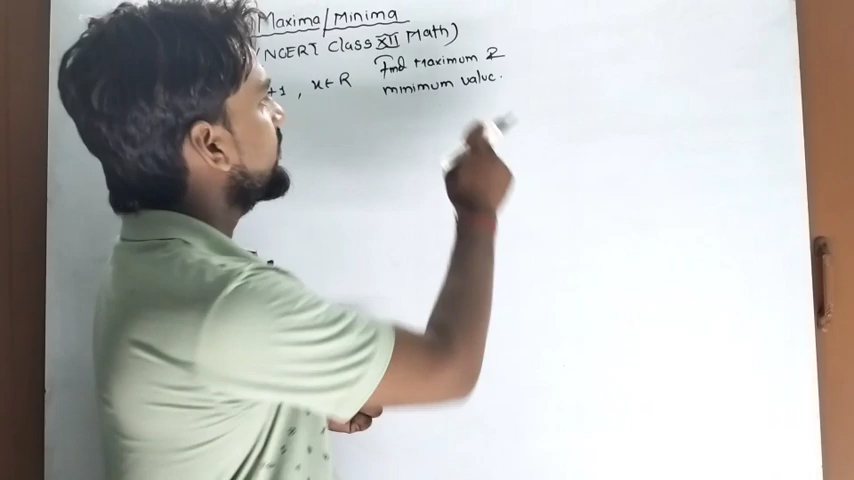 Maxima/Minima
(NCERT Class XII Math)
+1, x∈R Find Maximum &
minimum value.